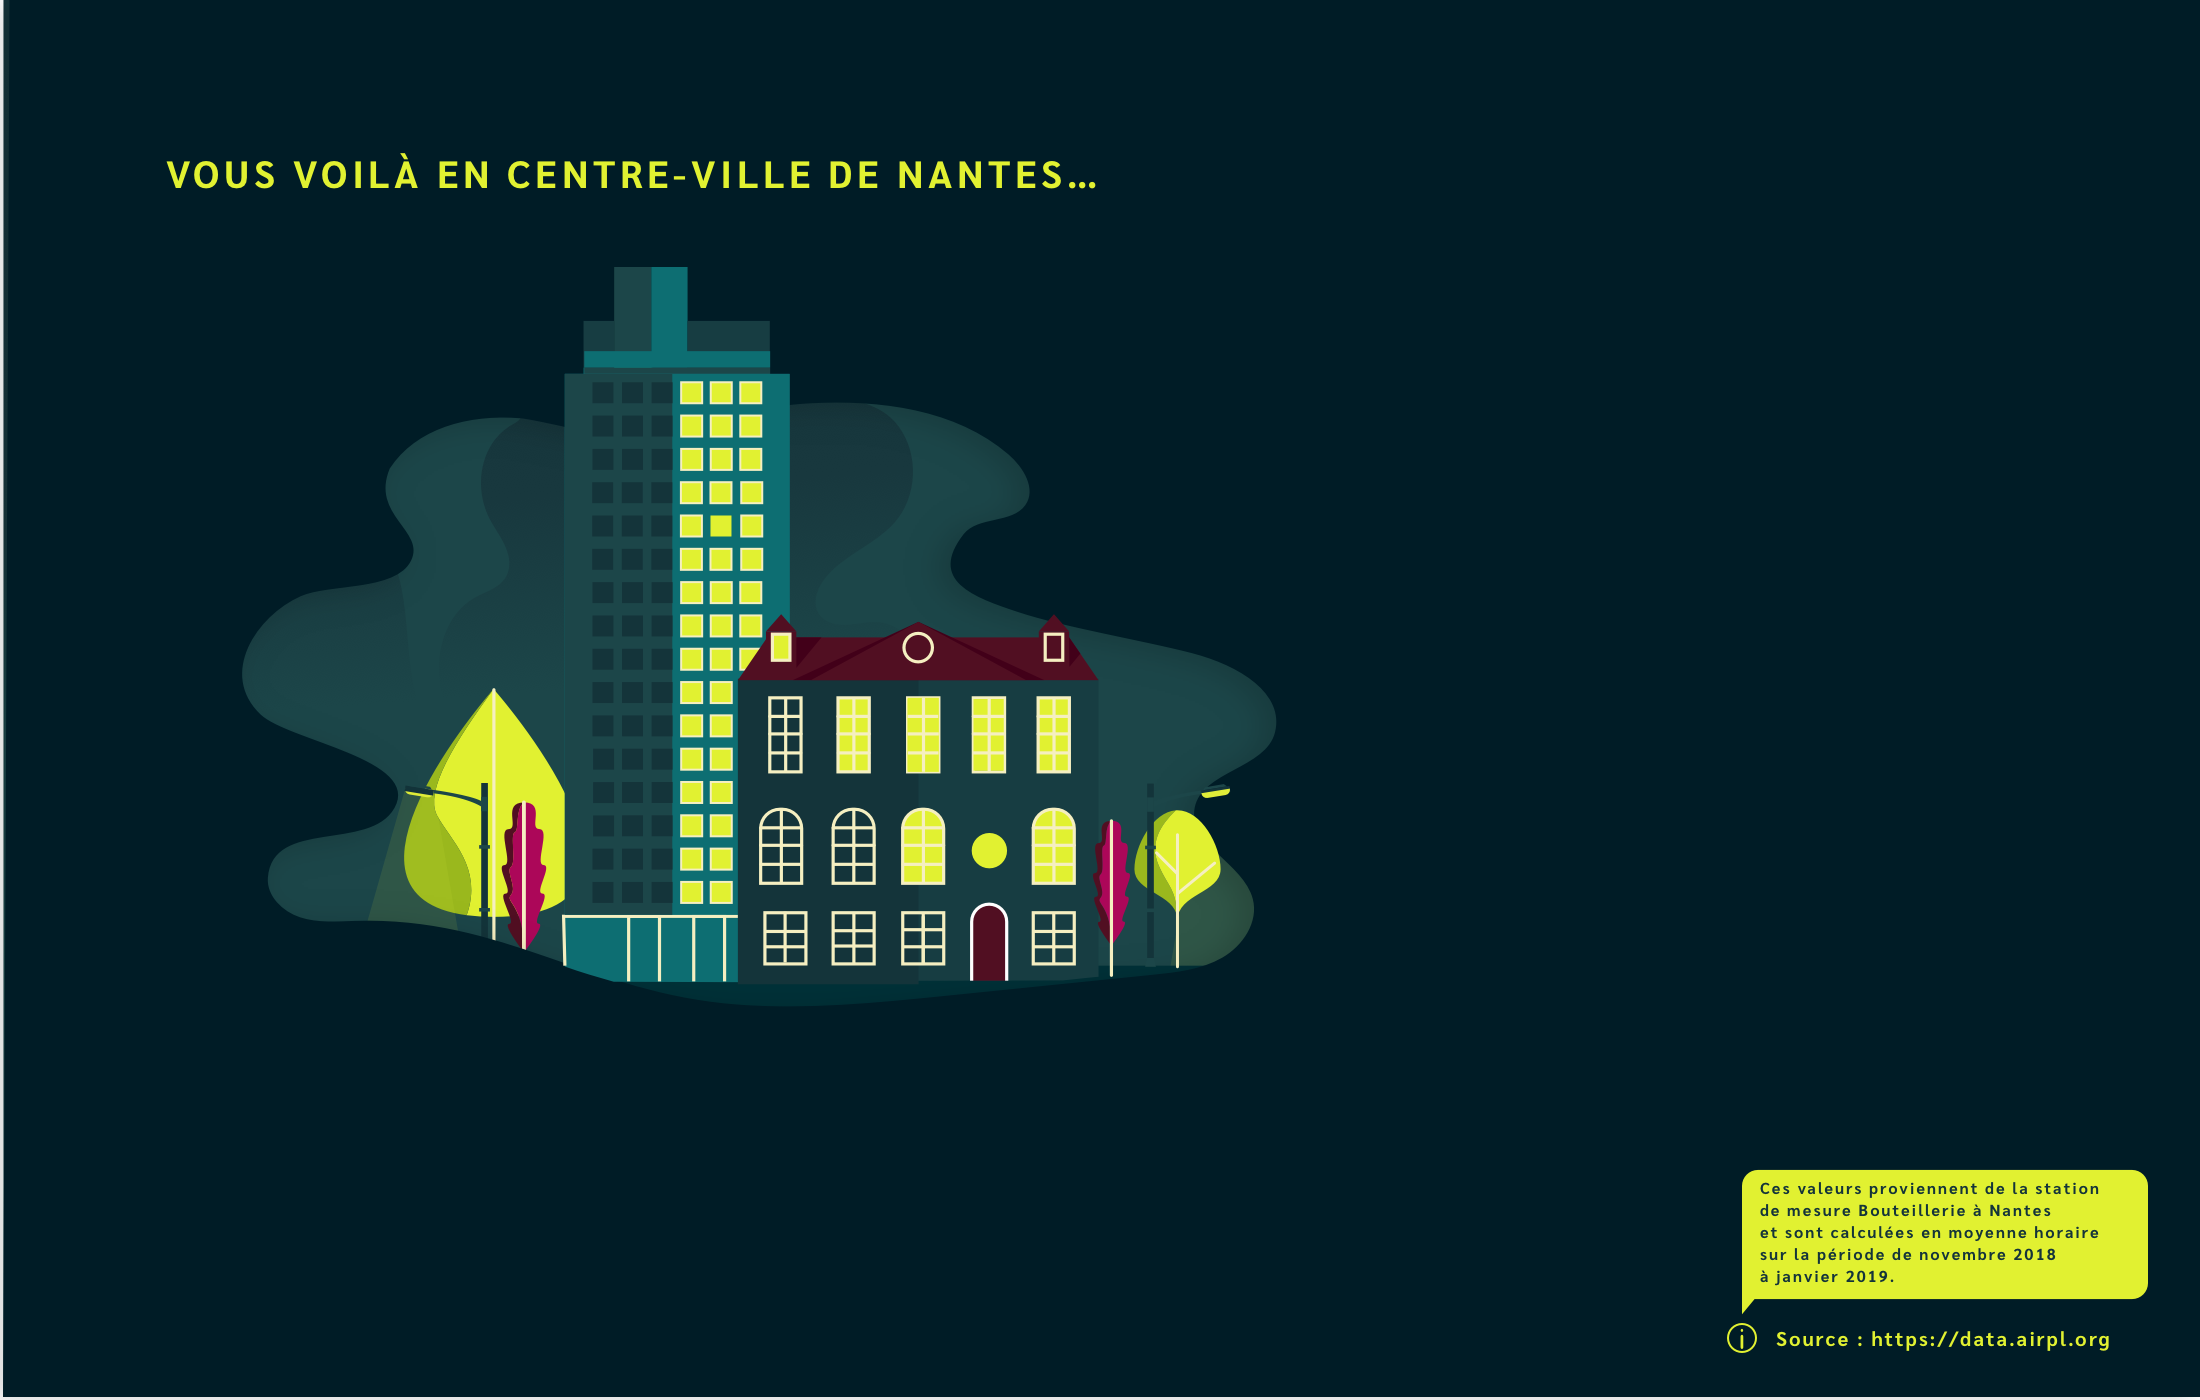 VOUS VOILÀ EN CENTRE-VILLE DE NANTES...
Ces valeurs proviennent de la station
de mesure Bouteillerie à Nantes
et sont calculées en moyenne horaire
sur la période de novembre 2018
à janvier 2019.
Source : https://data.airpl.org